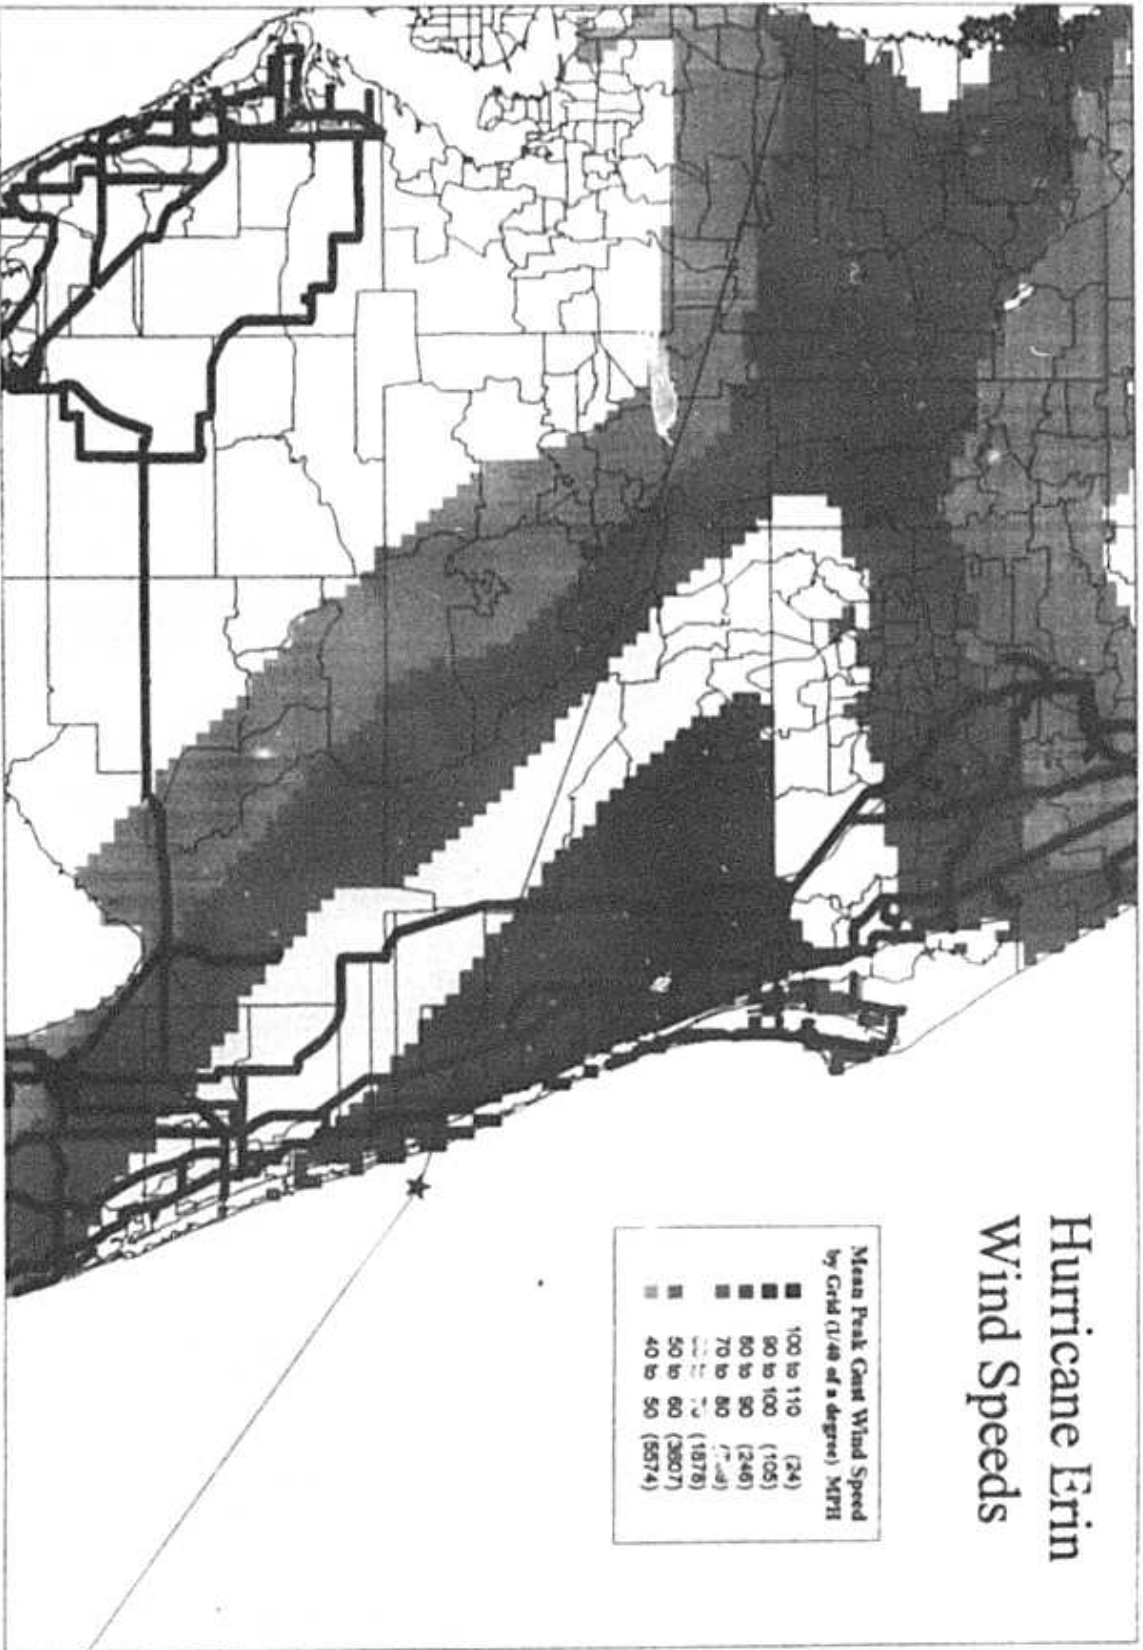 Hurricane Erin
Wind Speeds
Mean Peak Gust Wind Speed
by Grid (1/40 of a degree) MPH
100 to 110 (24)
90 to 100 (105)
80 to 90 (246)
70 to 80
(1878)
50 to 60 (3807)
40 to 50 (5574)